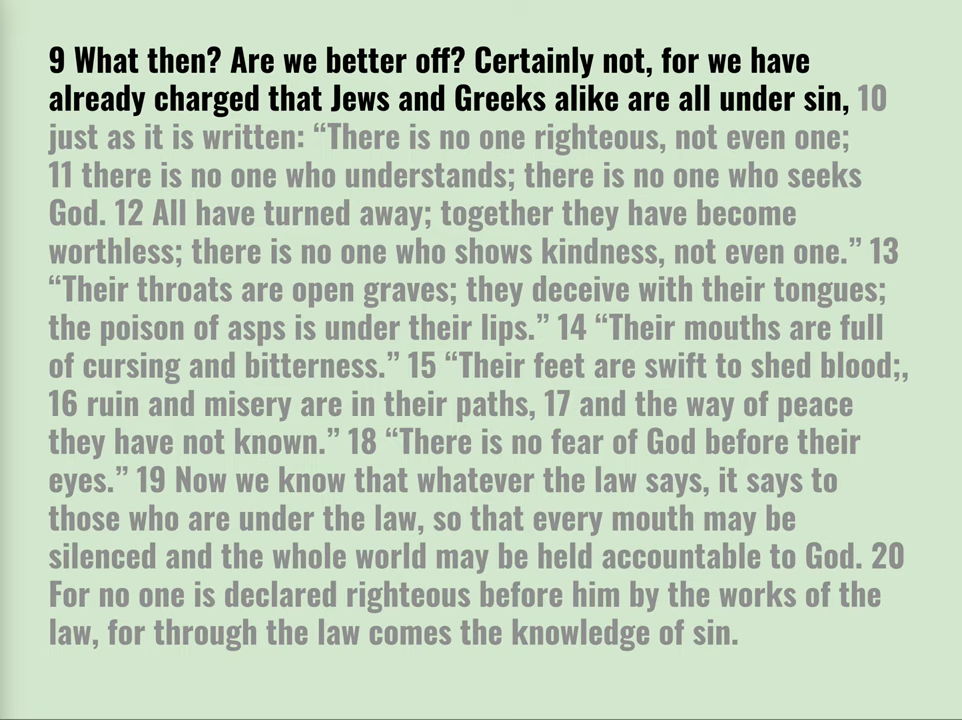 9 What then? Are we better off? Certainly not, for we have
already charged that Jews and Greeks alike are all under sin, 10
just as it is written: “There is no one righteous, not even one;
11 there is no one who understands; there is no one who seeks
God. 12 All have turned away; together they have become
worthless; there is no one who shows kindness, not even one.” 13
“Their throats are open graves; they deceive with their tongues;
the poison of asps is under their lips.” 14 “Their mouths are full
of cursing and bitterness.” 15 “Their feet are swift to shed blood;,
16 ruin and misery are in their paths, 17 and the way of peace
they have not known.” 18 “There is no fear of God before their
eyes.” 19 Now we know that whatever the law says, it says to
those who are under the law, so that every mouth may be
silenced and the whole world may be held accountable to God. 20
For no one is declared righteous before him by the works of the
law, for through the law comes the knowledge of sin.